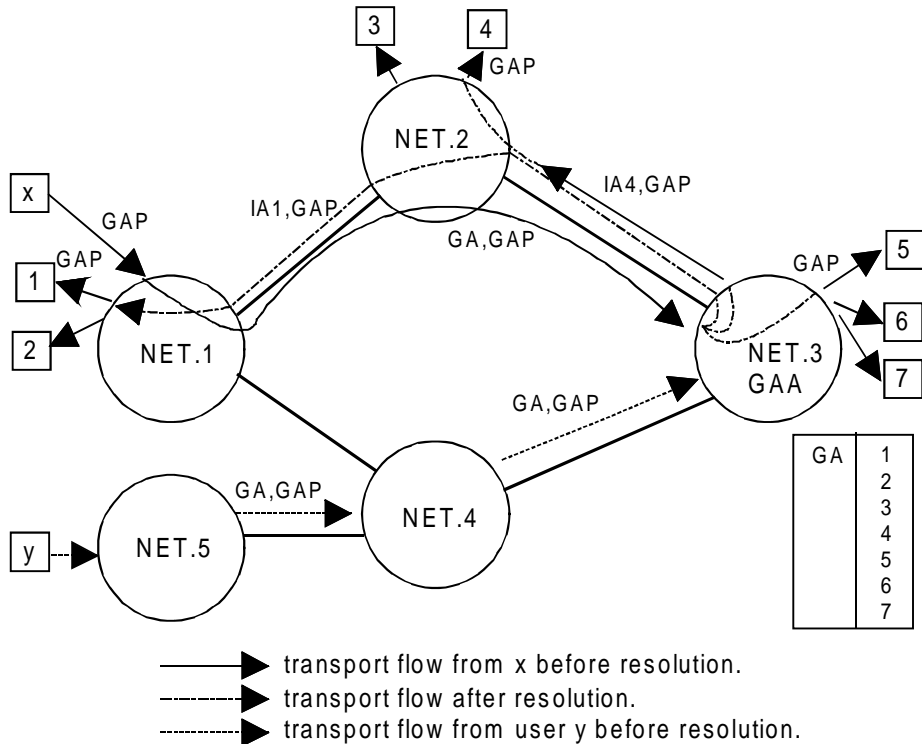 3
4
GAP
NET.2
x
GAP
IA1,GAP
IA4,GAP
GA,GAP
1
GAP
2
NET.1
5
GAP
6
7
NET.3
GAA
GA,GAP
GA 1
2
3
4
5
6
7
GA,GAP
NET.4
y
NET.5
transport flow from x before resolution.
transport flow after resolution.
transport flow from user y before resolution.